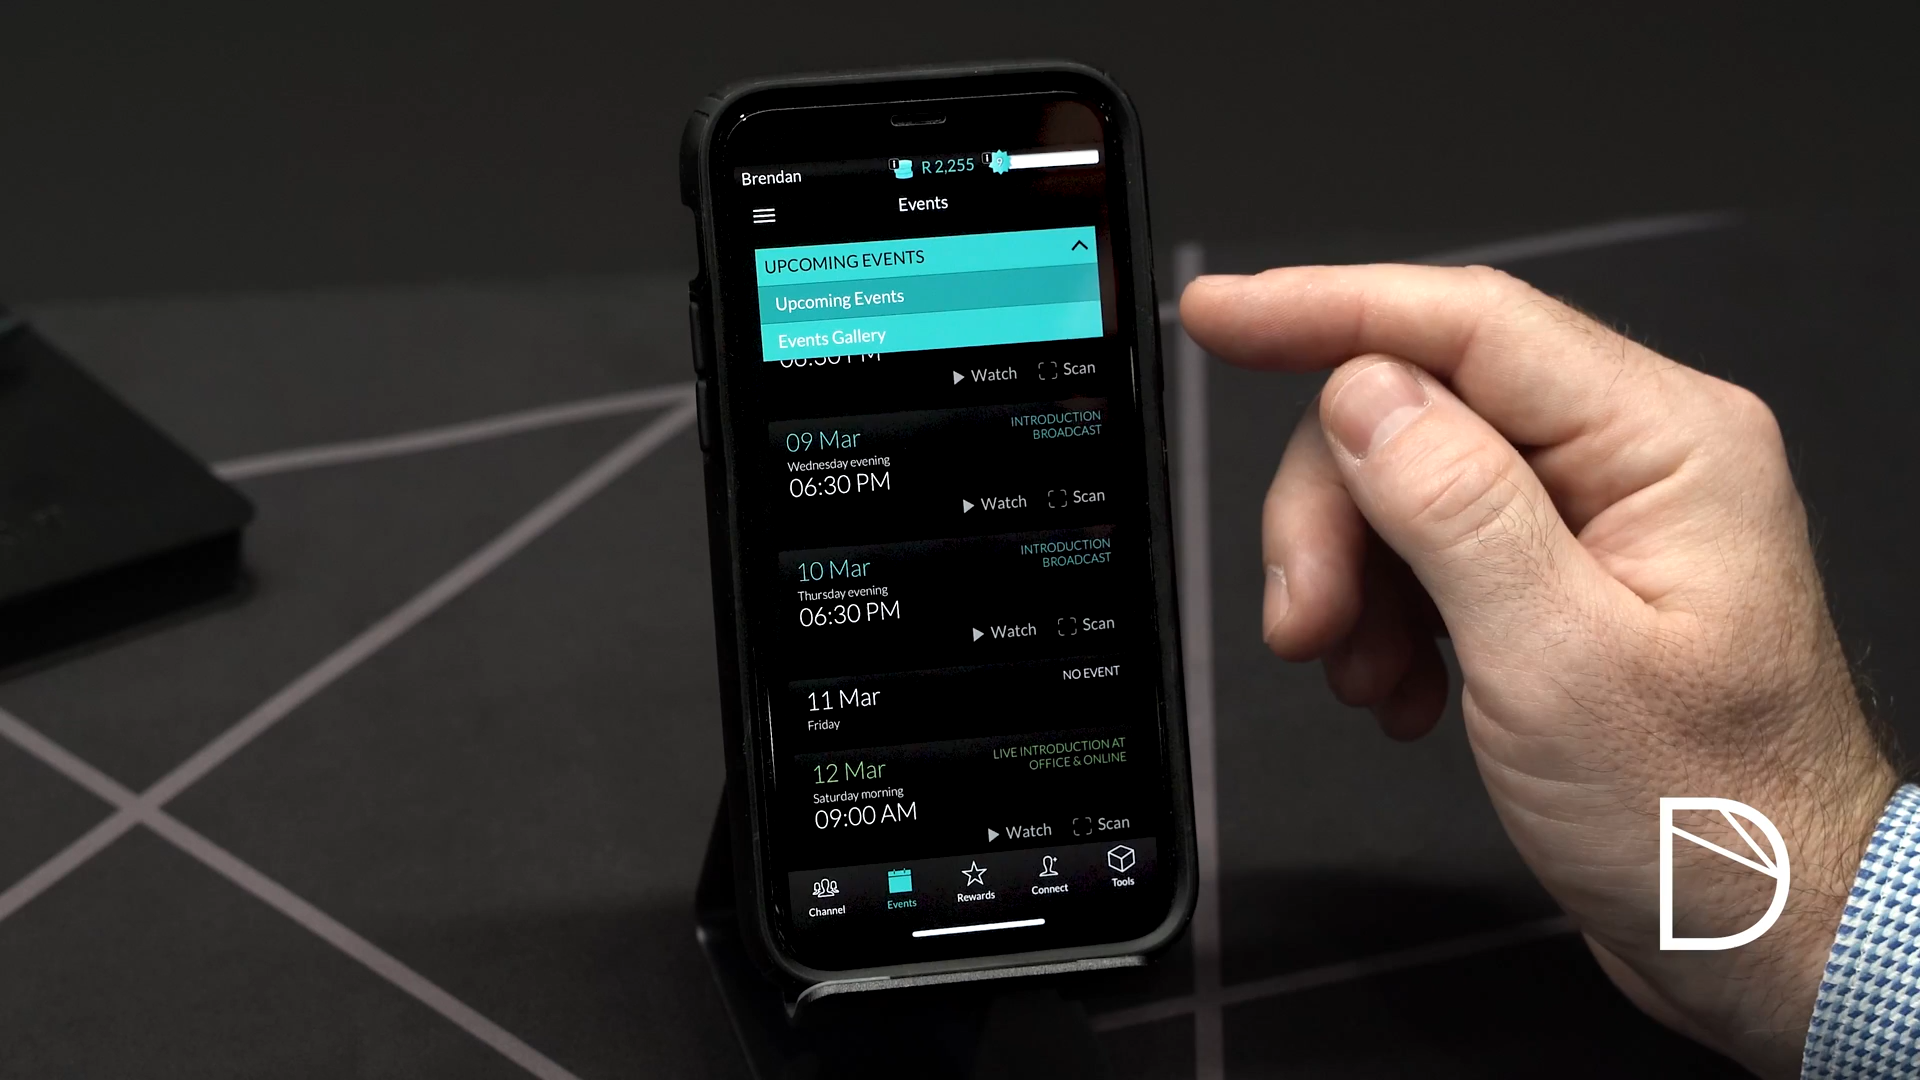 Brendan
R 2,255
Events
UPCOMING EVENTS
Upcoming Events
Events Gallery
06:30 PM
Watch Scan
09 Mar
INTRODUCTION
BROADCAST
Wednesday evening
06:30 PM
Watch Scan
10 Mar
INTRODUCTION
BROADCAST
Thursday evening
06:30 PM
Watch Scan
11 Mar
NO EVENT
Friday
12 Mar
LIVE INTRODUCTION AT
OFFICE & ONLINE
Saturday morning
09:00 AM
Watch Scan
Channel
Events
Rewards
Connect
Tools